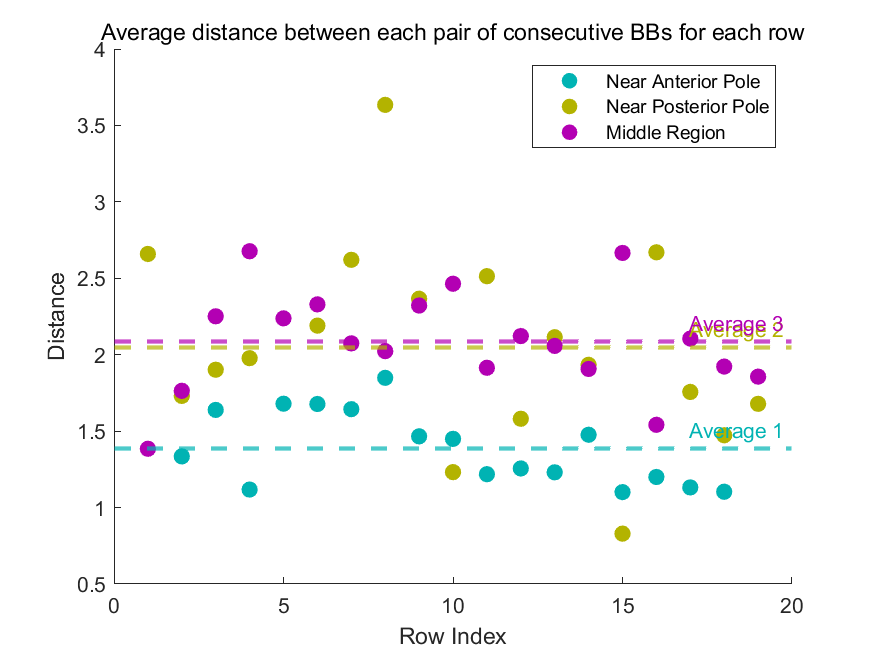 Average distance between each pair of consecutive BBs for each row
Near Anterior Pole
Near Posterior Pole
Middle Region
4
3.5
3
2.5
2
1.5
1
0.5
Distance
Average 3
Average 2
Average 1
0
5
10
15
20
Row Index